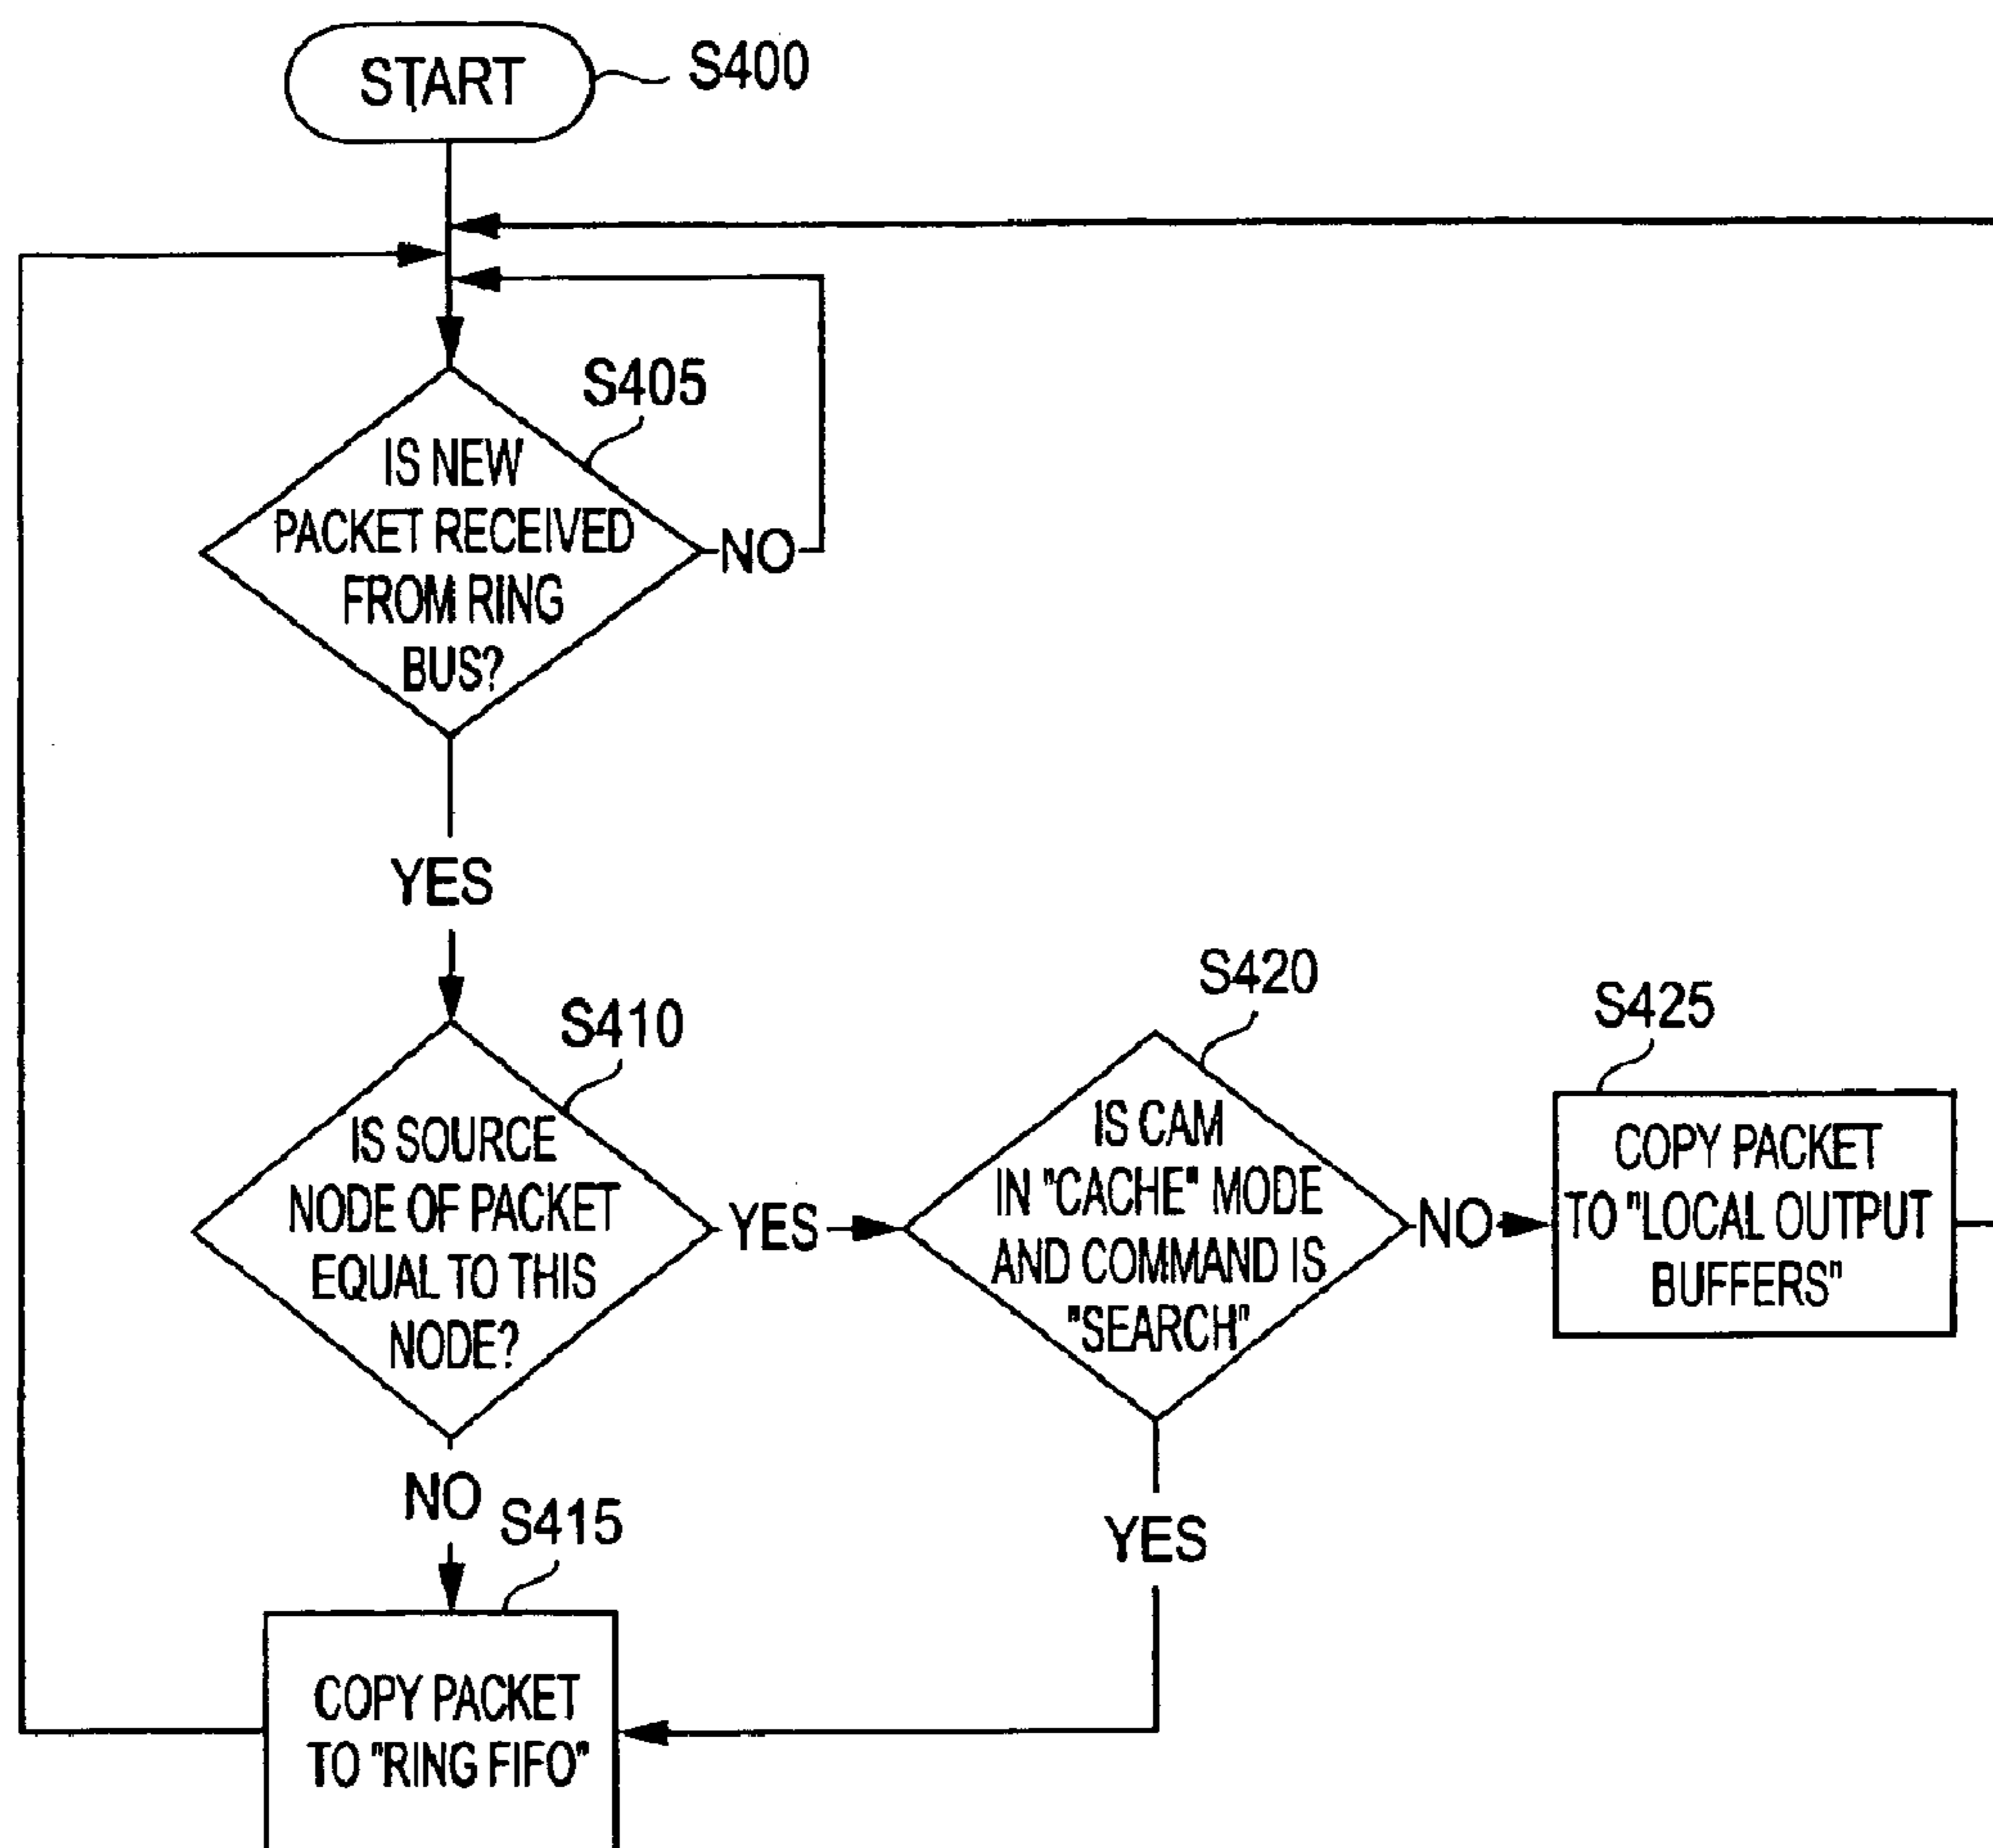 START
S400
S405
IS NEW
PACKET RECEIVED
FROM RING
BUS?
NO
YES
S410
IS SOURCE
NODE OF PACKET
EQUAL TO THIS
NODE?
YES
S420
IS CAM
IN "CACHE" MODE
AND COMMAND IS
"SEARCH"
NO
S425
COPY PACKET
TO "LOCAL OUTPUT
BUFFERS"
NO
S415
YES
COPY PACKET
TO "RING FIFO"